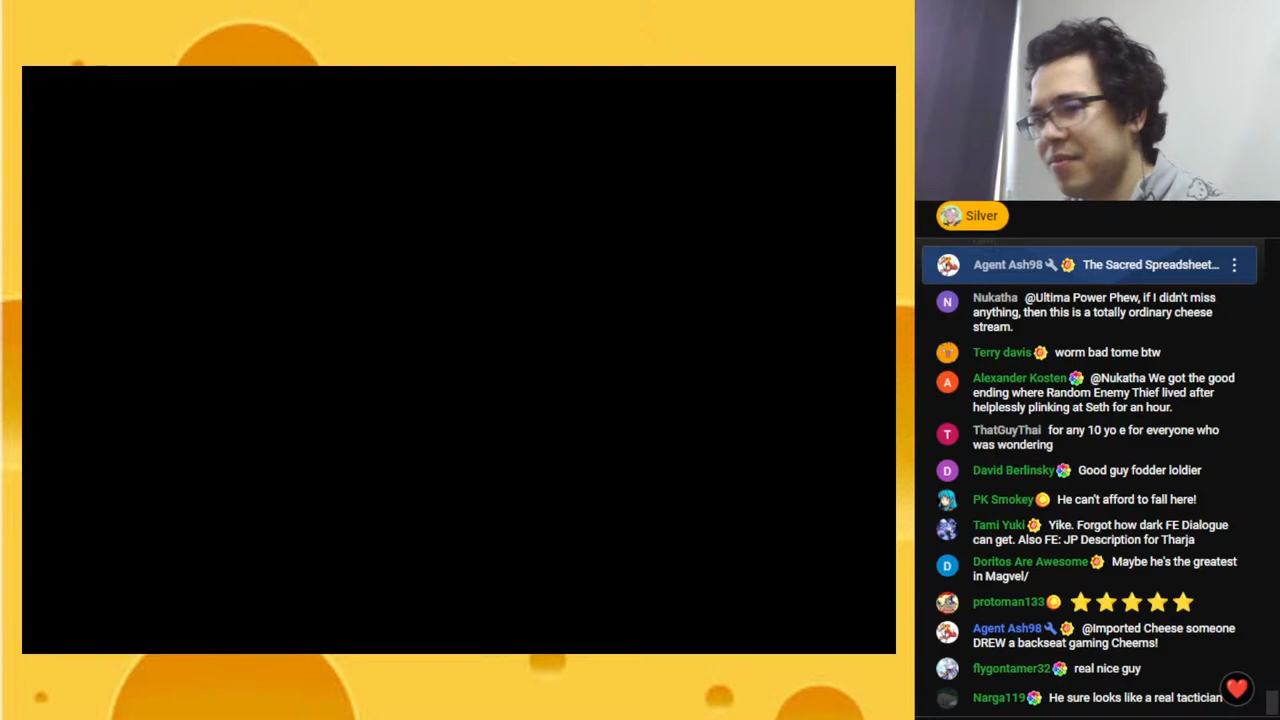 Silver
Agent Ash98 The Sacred Spreadsheet...
Nukatha @Ultima Power Phew, if I didn't miss
anything, then this is a totally ordinary cheese
stream.
Terry davis worm bad tome btw
Alexander Kosten @Nukatha We got the good
ending where Random Enemy Thief lived after
helplessly plinking at Seth for an hour.
ThatGuyThai for any 10 yo e for everyone who
was wondering
David Berlinsky Good guy fodder loldier
PK Smokey He can't afford to fall here!
Tami Yuki Yike. Forgot how dark FE Dialogue
can get. Also FE: JP Description for Tharja
Doritos Are Awesome Maybe he's the greatest
in Magvel/
protoman133
Agent Ash98 @Imported Cheese someone
DREW a backseat gaming Cheems!
flygontamer32 real nice guy
Narga119 He sure looks like a real tactician